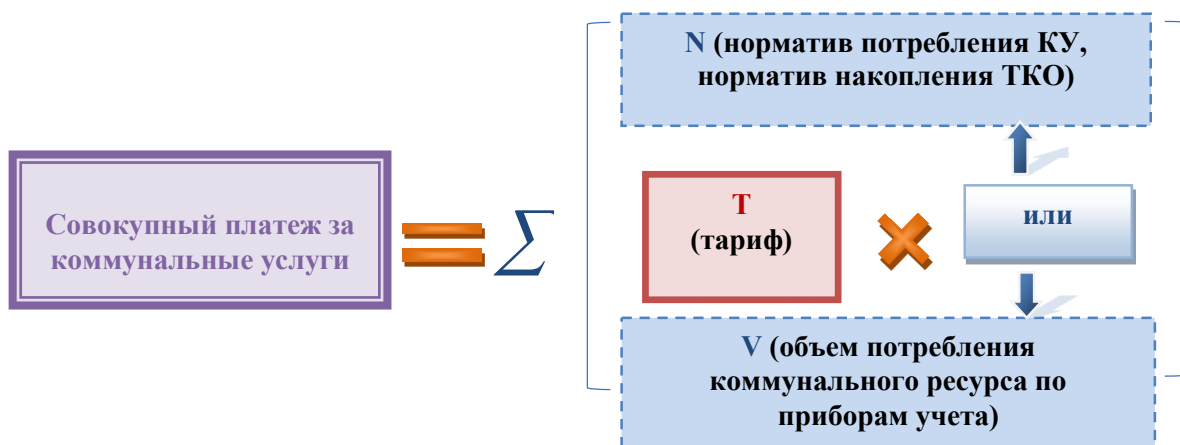 N (норматив потребления КУ,
норматив накопления ТКО)
Совокупный платеж за
коммунальные услуги
=
∑
Т
(тариф)
×
или
V (объем потребления
коммунального ресурса по
приборам учета)